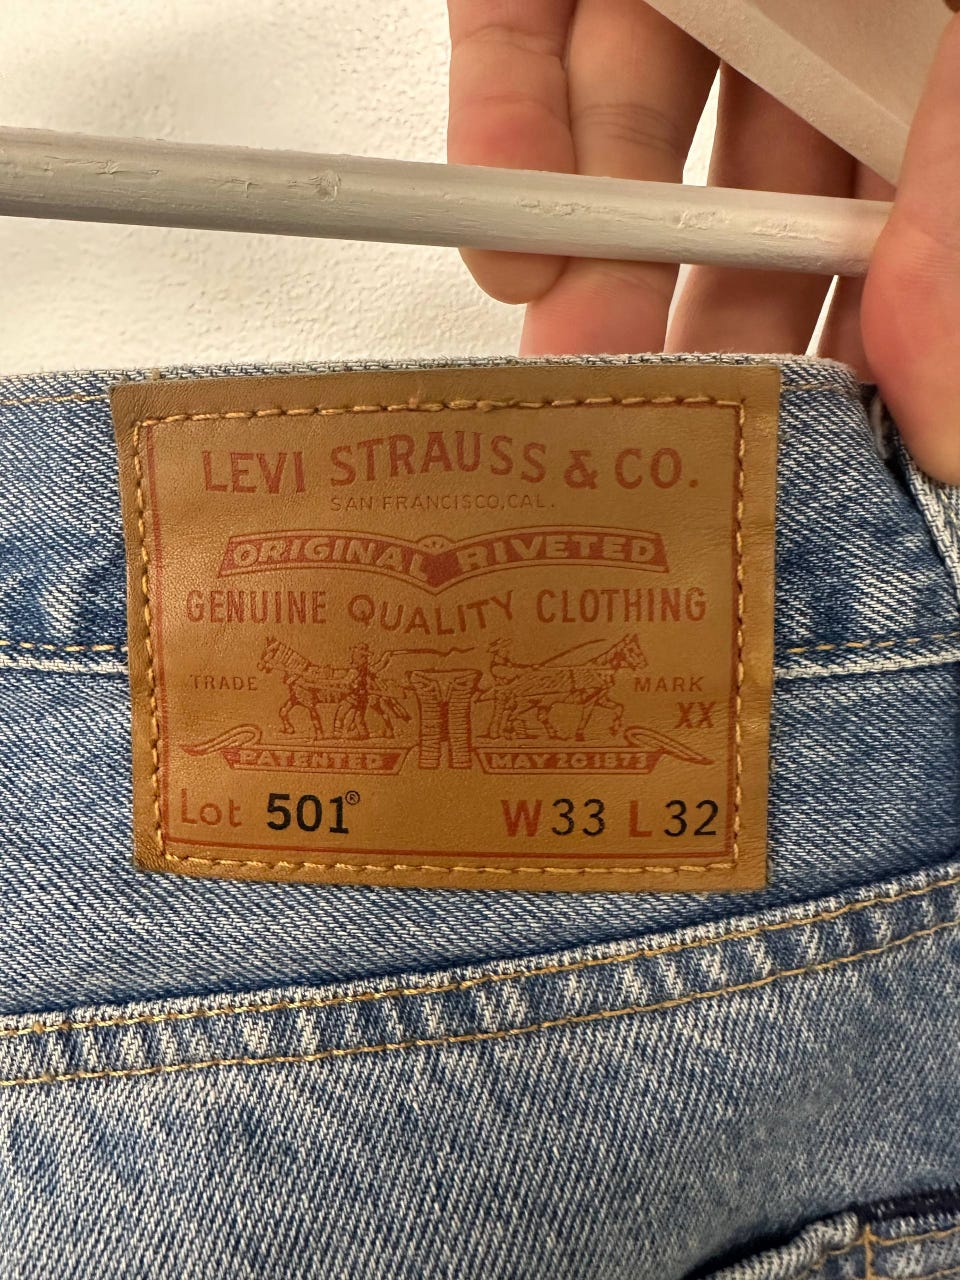 LEVI STRAUSS & CO.
SAN FRANCISCO, CAL.
ORIGINAL RIVETED
GENUINE QUALITY CLOTHING
TRADE MARK
XX
PATENTED MAY 20 1873
Lot 501® W33 L32